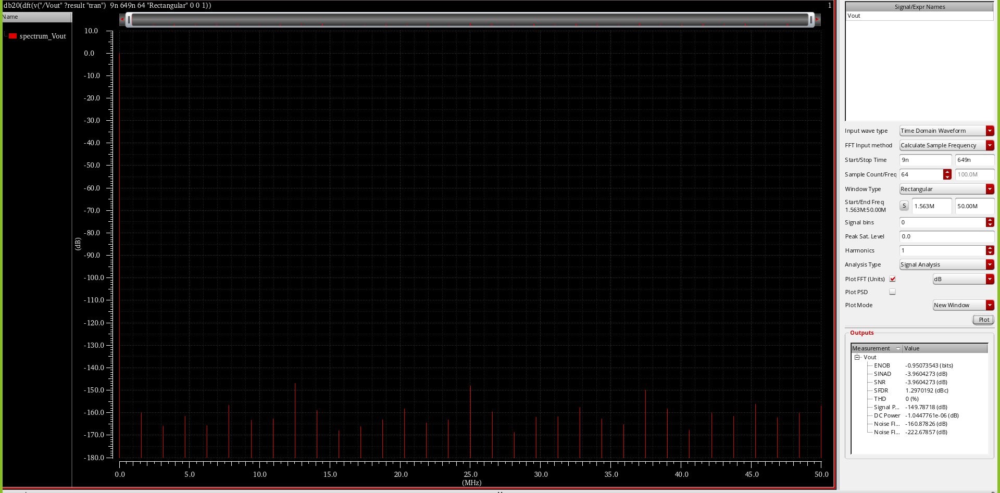 db20(dft(v("/Vout" ?result "tran") 9n 649n 64 "Rectangular" 0 0 1))
1
Name
spectrum_Vout
10.0
0.0
-10.0
-20.0
-30.0
-40.0
-50.0
-60.0
-70.0
-80.0
-90.0
-100.0
-110.0
-120.0
-130.0
-140.0
-150.0
-160.0
-170.0
-180.0
(dB)
0.0 5.0 10.0 15.0 20.0 25.0 30.0 35.0 40.0 45.0 50.0
(MHz)
Signal/Expr Names
Vout
Input wave type Time Domain Waveform
FFT Input method Calculate Sample Frequency
Start/Stop Time 9n 649n
Sample Count/Freq 64 100.0M
Window Type Rectangular
Start/End Freq
1.563M:50.00M S 1.563M 50.00M
Signal bins 0
Peak Sat. Level 0.0
Harmonics 1
Analysis Type Signal Analysis
Plot FFT (Units) dB
Plot PSD
Plot Mode New Window
Plot
Outputs
Measurement Value
Vout
ENOB -0.95073543 (bits)
SINAD -3.9604273 (dB)
SNR -3.9604273 (dB)
SFDR 1.2970192 (dBc)
THD 0 (%)
Signal P... -149.78718 (dB)
DC Power -1.0447761e-06 (dB)
Noise Fl... -160.87826 (dB)
Noise Fl... -222.67857 (dB)